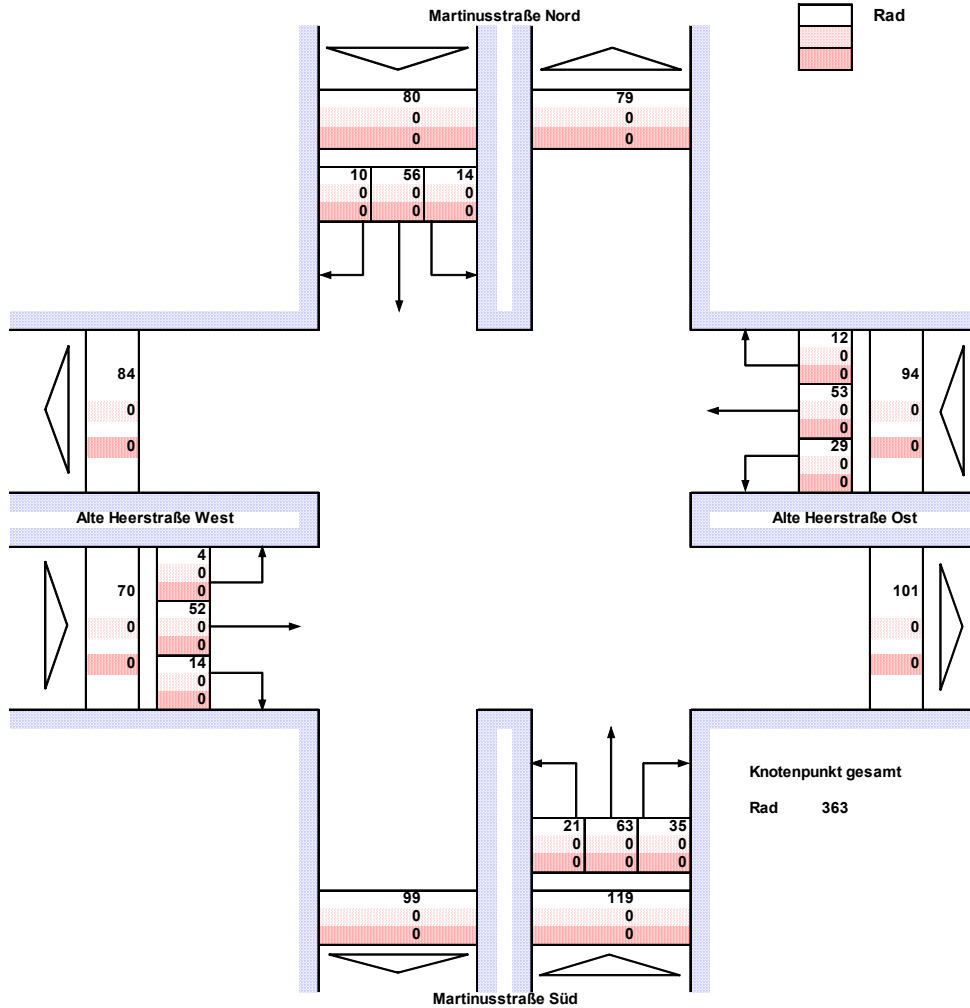 Martinusstraße Nord
Rad
80 79
0 0
0 0
10 56 14
0 0 0
0 0 0
12
0
84 0 94
53
0 0 0
0
0 29 0
0
0
Alte Heerstraße West Alte Heerstraße Ost
4
0
70 0 101
52
0 0 0
0
0 14 0
0
0
Knotenpunkt gesamt
Rad 363
21 63 35
0 0 0
0 0 0
99 119
0 0
0 0
Martinusstraße Süd